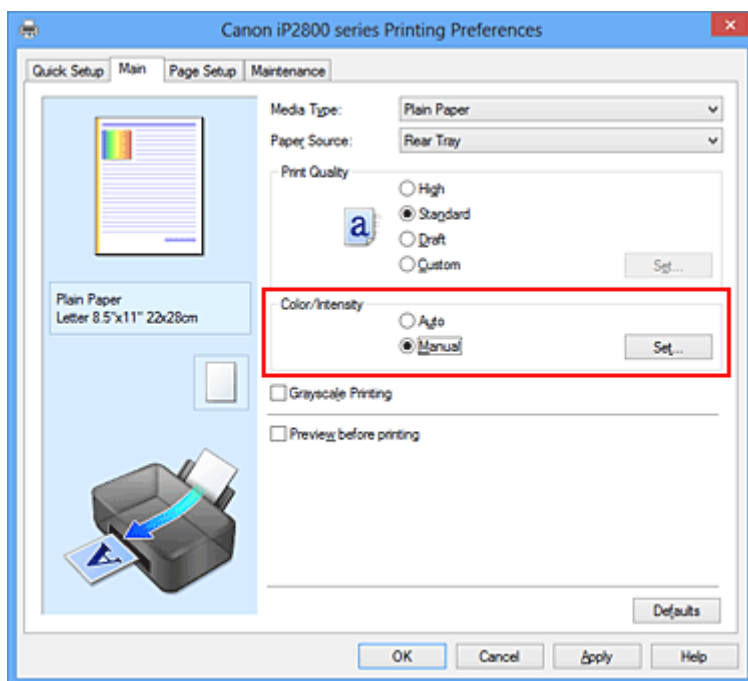 Canon iP2800 series Printing Preferences
Quick Setup Main Page Setup Maintenance
Media Type: Plain Paper
Paper Source: Rear Tray
Print Quality
High
Standard
Draft
Custom Set...
a
Plain Paper
Letter 8.5"x11" 22x28cm
Color/Intensity
Auto
Manual Set...
Grayscale Printing
Preview before printing
A
Defaults
OK Cancel Apply Help